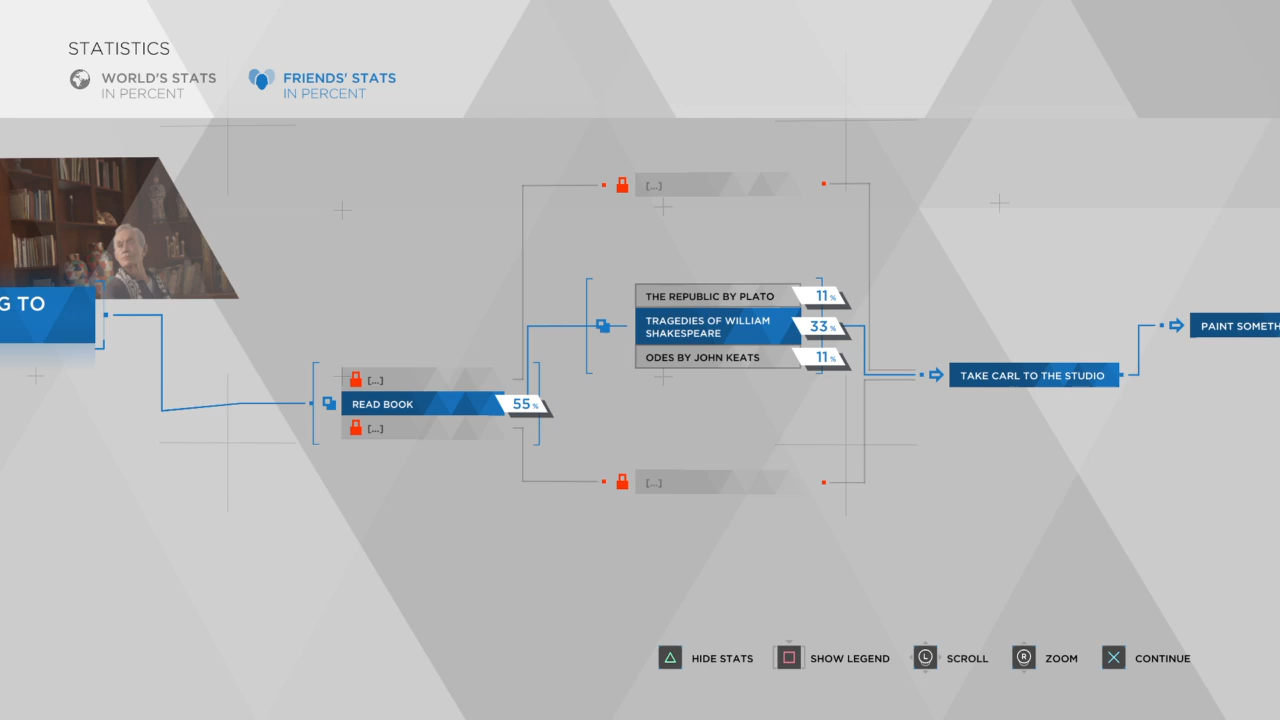 STATISTICS
WORLD'S STATS
IN PERCENT
FRIENDS' STATS
IN PERCENT
[...]
G TO
THE REPUBLIC BY PLATO 11%
TRAGEDIES OF WILLIAM
SHAKESPEARE 33%
ODES BY JOHN KEATS 11%
[...]
READ BOOK 55%
[...]
[...]
TAKE CARL TO THE STUDIO
PAINT SOMETH
HIDE STATS
SHOW LEGEND
L SCROLL
R ZOOM
CONTINUE